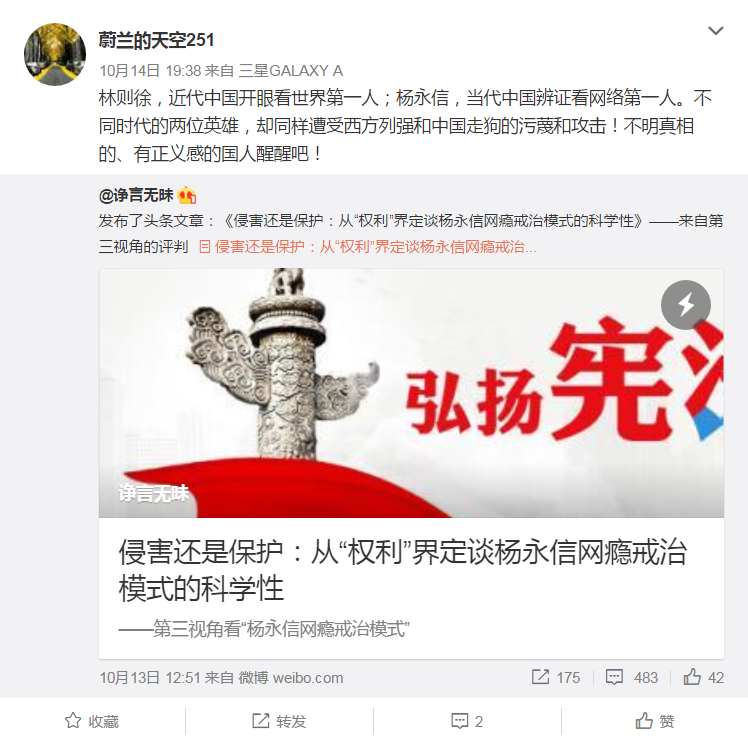 蔚兰的天空251
10月14日 19:38 来自 三星GALAXY A
林则徐，近代中国开眼看世界第一人；杨永信，当代中国辨证看网络第一人。不
同时代的两位英雄，却同样遭受西方列强和中国走狗的污蔑和攻击！不明真相
的、有正义感的国人醒醒吧！
@诤言无昧
发布了头条文章：《侵害还是保护：从“权利”界定谈杨永信网瘾戒治模式的科学性》——来自第
三视角的评判 侵害还是保护：从“权利”界定谈杨永信网瘾戒治...
弘扬宪法
诤言无昧
侵害还是保护：从“权利”界定谈杨永信网瘾戒治
模式的科学性
——第三视角看“杨永信网瘾戒治模式”
10月13日 12:51 来自 微博 weibo.com 175 483 42
收藏 转发 2 赞